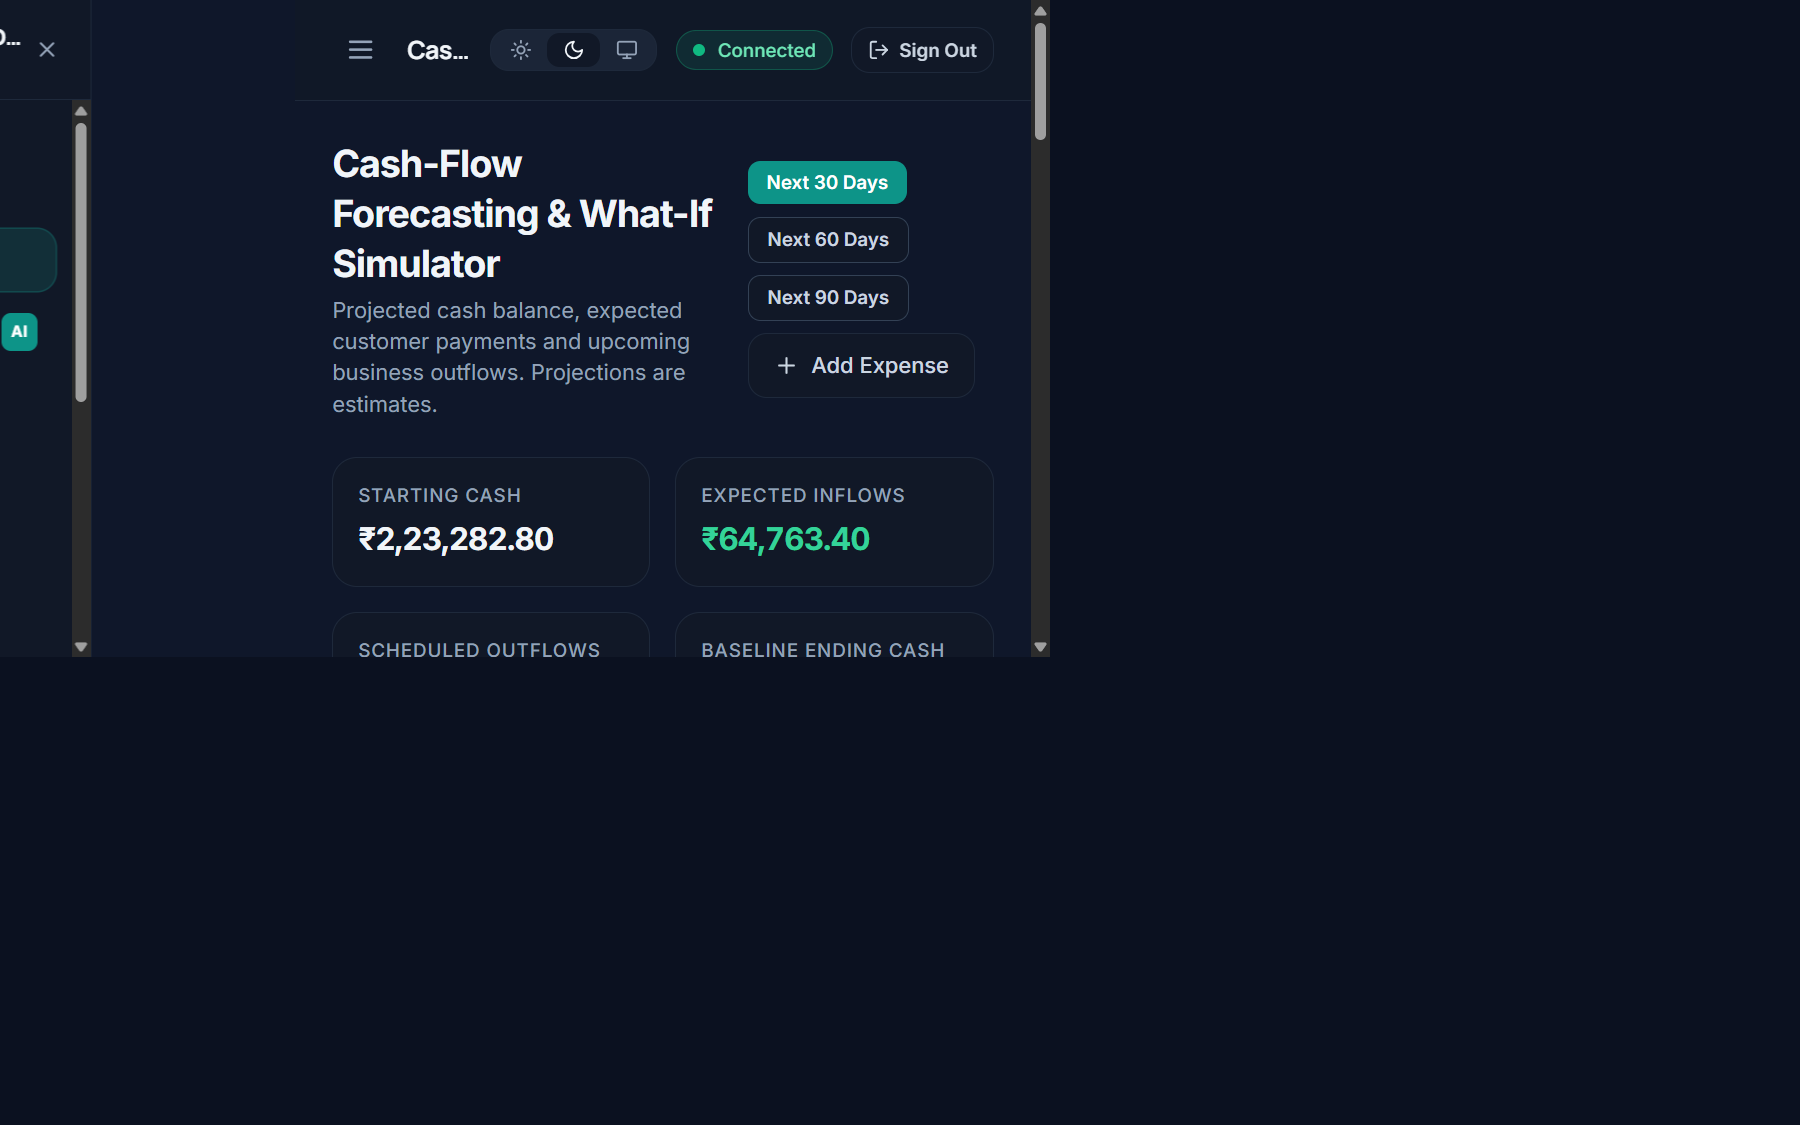 Cas...
Connected
Sign Out
AI
Cash-Flow
Forecasting & What-If
Simulator
Projected cash balance, expected
customer payments and upcoming
business outflows. Projections are
estimates.
Next 30 Days
Next 60 Days
Next 90 Days
+ Add Expense
STARTING CASH
₹2,23,282.80
EXPECTED INFLOWS
₹64,763.40
SCHEDULED OUTFLOWS
BASELINE ENDING CASH